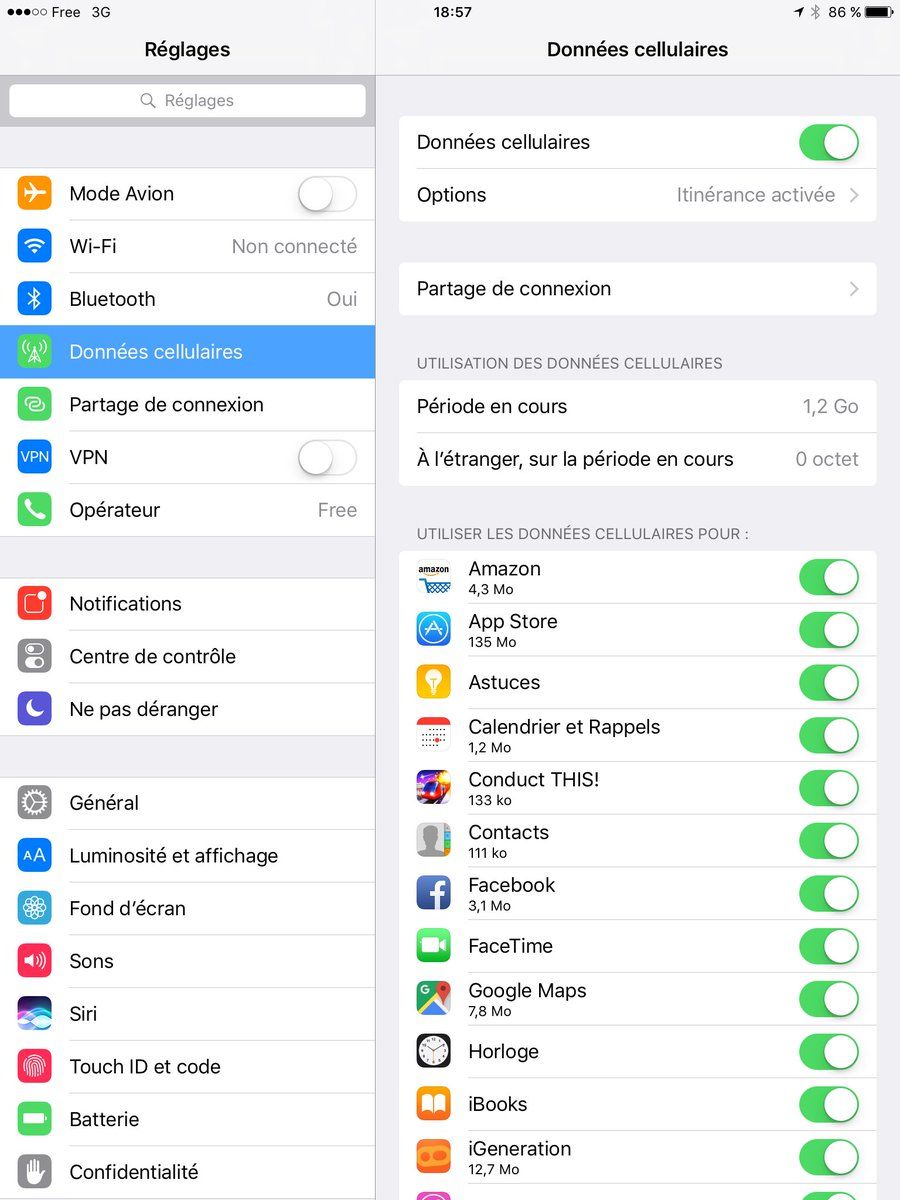 Free 3G
18:57
86 %
Réglages
Données cellulaires
Réglages
Mode Avion
Wi-Fi Non connecté
Bluetooth Oui
Données cellulaires
Partage de connexion
VPN VPN
Opérateur Free
Notifications
Centre de contrôle
Ne pas déranger
Général
AA Luminosité et affichage
Fond d’écran
Sons
Siri
Touch ID et code
Batterie
Confidentialité
Données cellulaires
Options Itinérance activée
Partage de connexion
UTILISATION DES DONNÉES CELLULAIRES
Période en cours 1,2 Go
À l’étranger, sur la période en cours 0 octet
UTILISER LES DONNÉES CELLULAIRES POUR :
amazon Amazon
4,3 Mo
App Store
135 Mo
Astuces
Calendrier et Rappels
1,2 Mo
Conduct THIS!
133 ko
Contacts
111 ko
f Facebook
3,1 Mo
FaceTime
G Google Maps
7,8 Mo
Horloge
iBooks
iGeneration
12,7 Mo